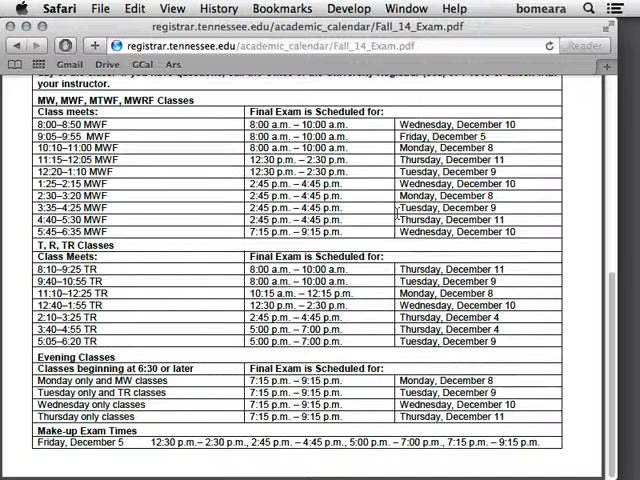 Safari File Edit View History Bookmarks Develop Window Help bomeara
registrar.tennessee.edu/academic_calendar/Fall_14_Exam.pdf
registrar.tennessee.edu/academic_calendar/Fall_14_Exam.pdf Reader
Gmail Drive GCal Ars
your instructor.
MW, MWF, MTWF, MWRF Classes
Class meets: Final Exam is Scheduled for:
8:00–8:50 MWF 8:00 a.m. – 10:00 a.m. Wednesday, December 10
9:05–9:55 MWF 8:00 a.m. – 10:00 a.m. Friday, December 5
10:10–11:00 MWF 8:00 a.m. – 10:00 a.m. Monday, December 8
11:15–12:05 MWF 12:30 p.m. – 2:30 p.m. Thursday, December 11
12:20–1:10 MWF 12:30 p.m. – 2:30 p.m. Tuesday, December 9
1:25–2:15 MWF 2:45 p.m. – 4:45 p.m. Wednesday, December 10
2:30–3:20 MWF 2:45 p.m. – 4:45 p.m. Monday, December 8
3:35–4:25 MWF 2:45 p.m. – 4:45 p.m. Tuesday, December 9
4:40–5:30 MWF 2:45 p.m. – 4:45 p.m. Thursday, December 11
5:45–6:35 MWF 7:15 p.m. – 9:15 p.m. Wednesday, December 10
T, R, TR Classes
Class Meets: Final Exam is Scheduled for:
8:10–9:25 TR 8:00 a.m. – 10:00 a.m. Thursday, December 11
9:40–10:55 TR 8:00 a.m. – 10:00 a.m. Tuesday, December 9
11:10–12:25 TR 10:15 a.m. – 12:15 p.m. Monday, December 8
12:40–1:55 TR 12:30 p.m. – 2:30 p.m. Wednesday, December 10
2:10–3:25 TR 2:45 p.m. – 4:45 p.m. Thursday, December 4
3:40–4:55 TR 5:00 p.m. – 7:00 p.m. Thursday, December 4
5:05–6:20 TR 5:00 p.m. – 7:00 p.m. Tuesday, December 9
Evening Classes
Classes beginning at 6:30 or later Final Exam is Scheduled for:
Monday only and MW classes 7:15 p.m. – 9:15 p.m. Monday, December 8
Tuesday only and TR classes 7:15 p.m. – 9:15 p.m. Tuesday, December 9
Wednesday only classes 7:15 p.m. – 9:15 p.m. Wednesday, December 10
Thursday only classes 7:15 p.m. – 9:15 p.m. Thursday, December 11
Make-up Exam Times
Friday, December 5 12:30 p.m.– 2:30 p.m., 2:45 p.m. – 4:45 p.m., 5:00 p.m. – 7:00 p.m., 7:15 p.m. – 9:15 p.m.